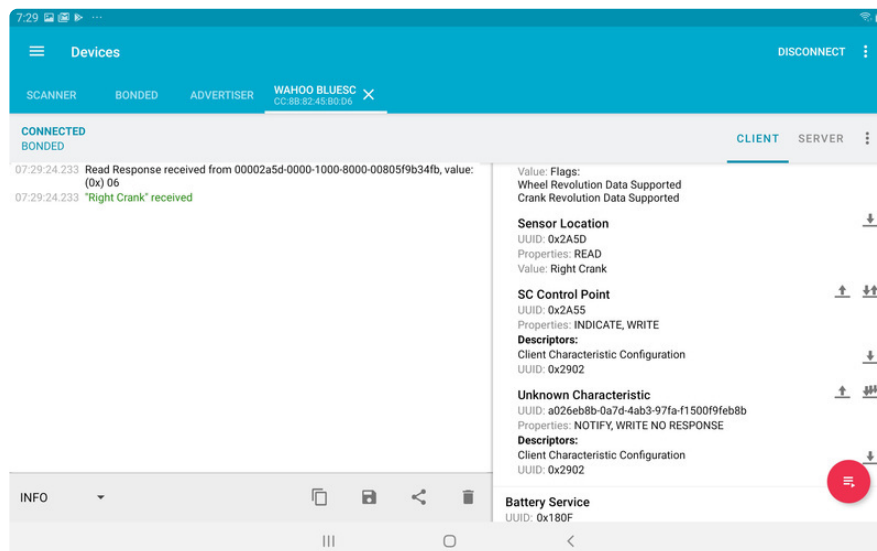 7:29
Devices
DISCONNECT
SCANNER
BONDED
ADVERTISER
WAHOO BLUESC
CC:8B:82:45:B0:D6
CONNECTED
BONDED
CLIENT
SERVER
07:29:24.233 Read Response received from 00002a5d-0000-1000-8000-00805f9b34fb, value:
(0x) 06
07:29:24.233 "Right Crank" received
Value: Flags:
Wheel Revolution Data Supported
Crank Revolution Data Supported
Sensor Location
UUID: 0x2A5D
Properties: READ
Value: Right Crank
SC Control Point
UUID: 0x2A55
Properties: INDICATE, WRITE
Descriptors:
Client Characteristic Configuration
UUID: 0x2902
Unknown Characteristic
UUID: a026eb8b-0a7d-4ab3-97fa-f1500f9feb8b
Properties: NOTIFY, WRITE NO RESPONSE
Descriptors:
Client Characteristic Configuration
UUID: 0x2902
Battery Service
UUID: 0x180F
INFO